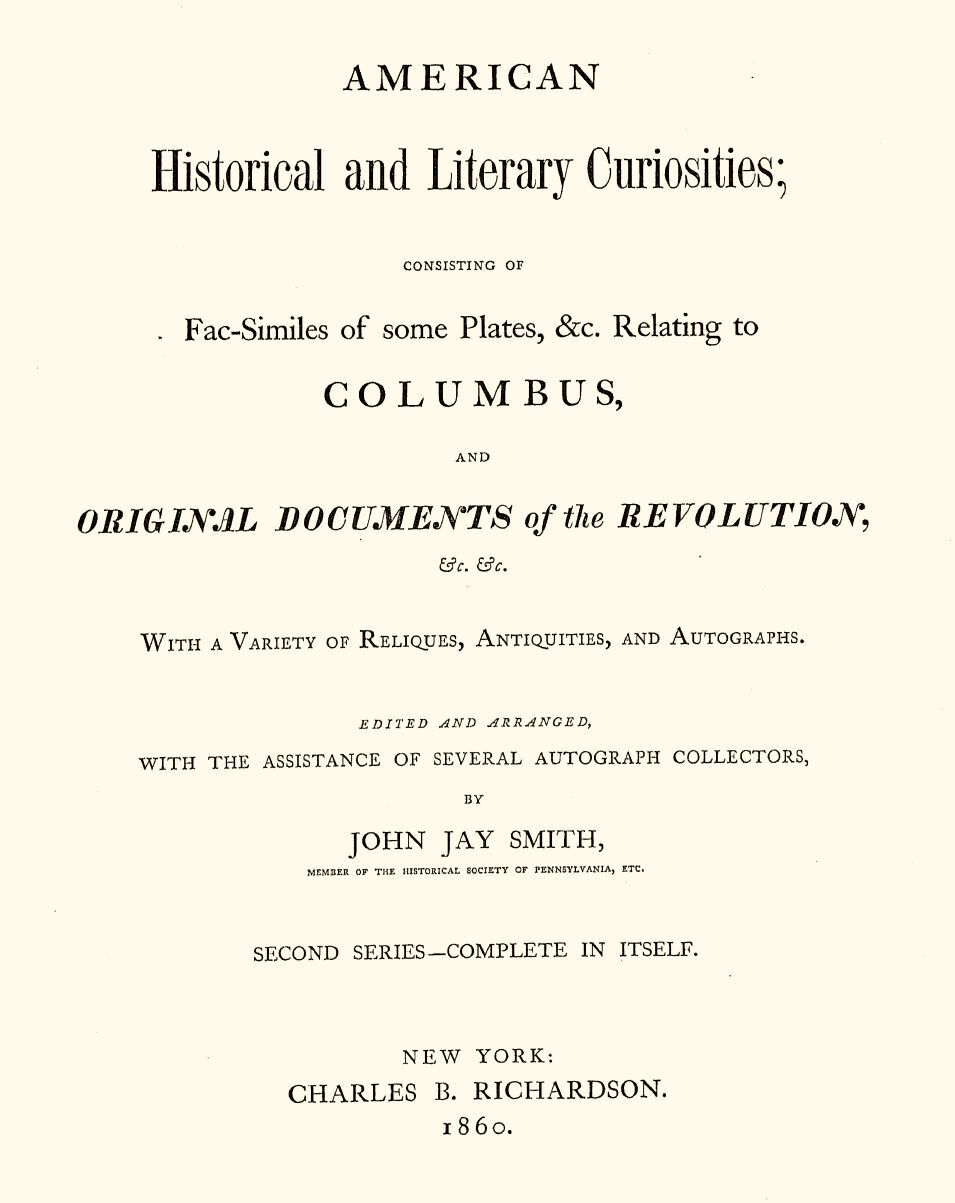 AMERICAN
Historical and Literary Curiosities;
CONSISTING OF
Fac-Similes of some Plates, &c. Relating to
COLUMBUS,
AND
ORIGINAL DOCUMENTS of the REVOLUTION,
&c. &c.
With a Variety of Reliques, Antiquities, and Autographs.
EDITED AND ARRANGED,
WITH THE ASSISTANCE OF SEVERAL AUTOGRAPH COLLECTORS,
BY
JOHN JAY SMITH,
MEMBER OF THE HISTORICAL SOCIETY OF PENNSYLVANIA, ETC.
SECOND SERIES—COMPLETE IN ITSELF.
NEW YORK:
CHARLES B. RICHARDSON.
1860.